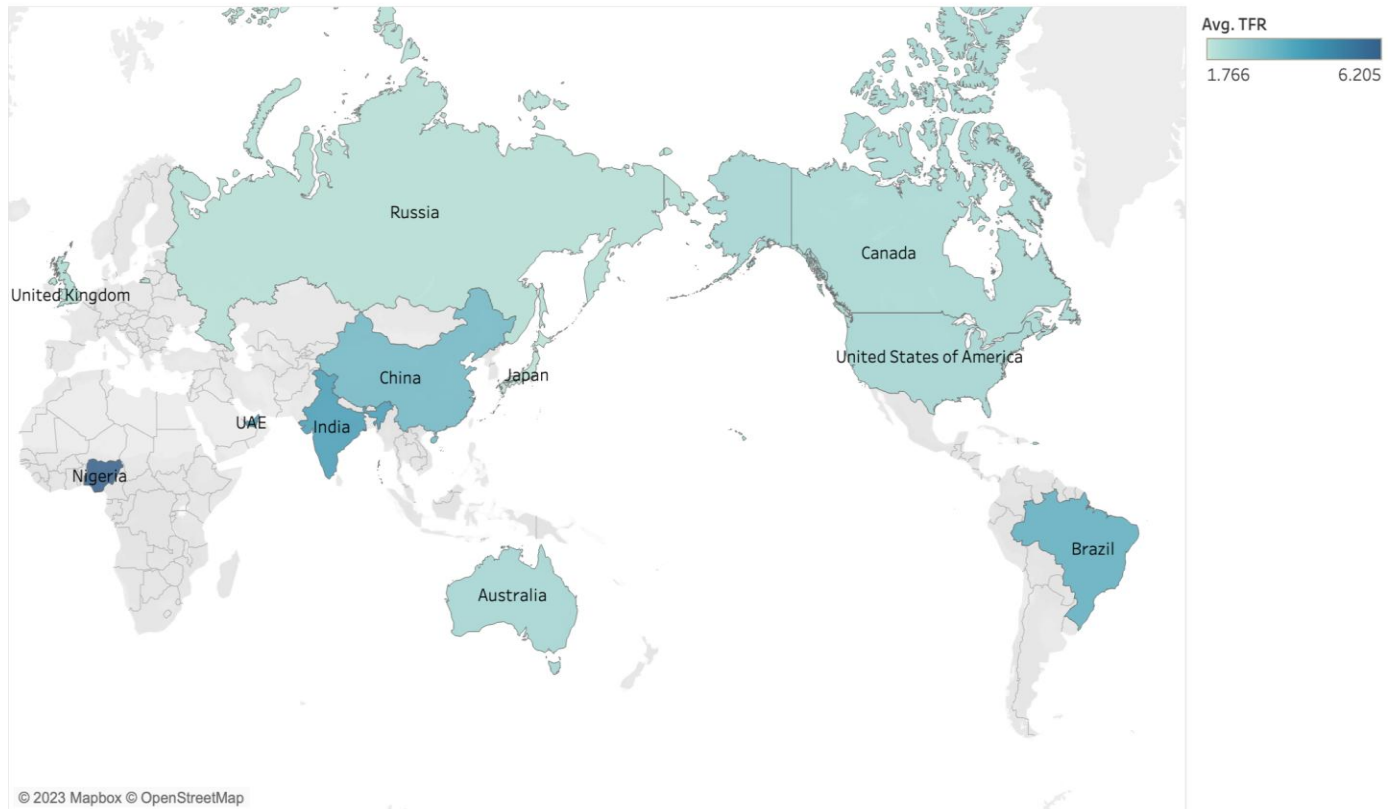 Avg. TFR
1.766 6.205
Russia
Canada
United Kingdom
United States of America
China
Japan
UAE
India
Nigeria
Brazil
Australia
© 2023 Mapbox © OpenStreetMap